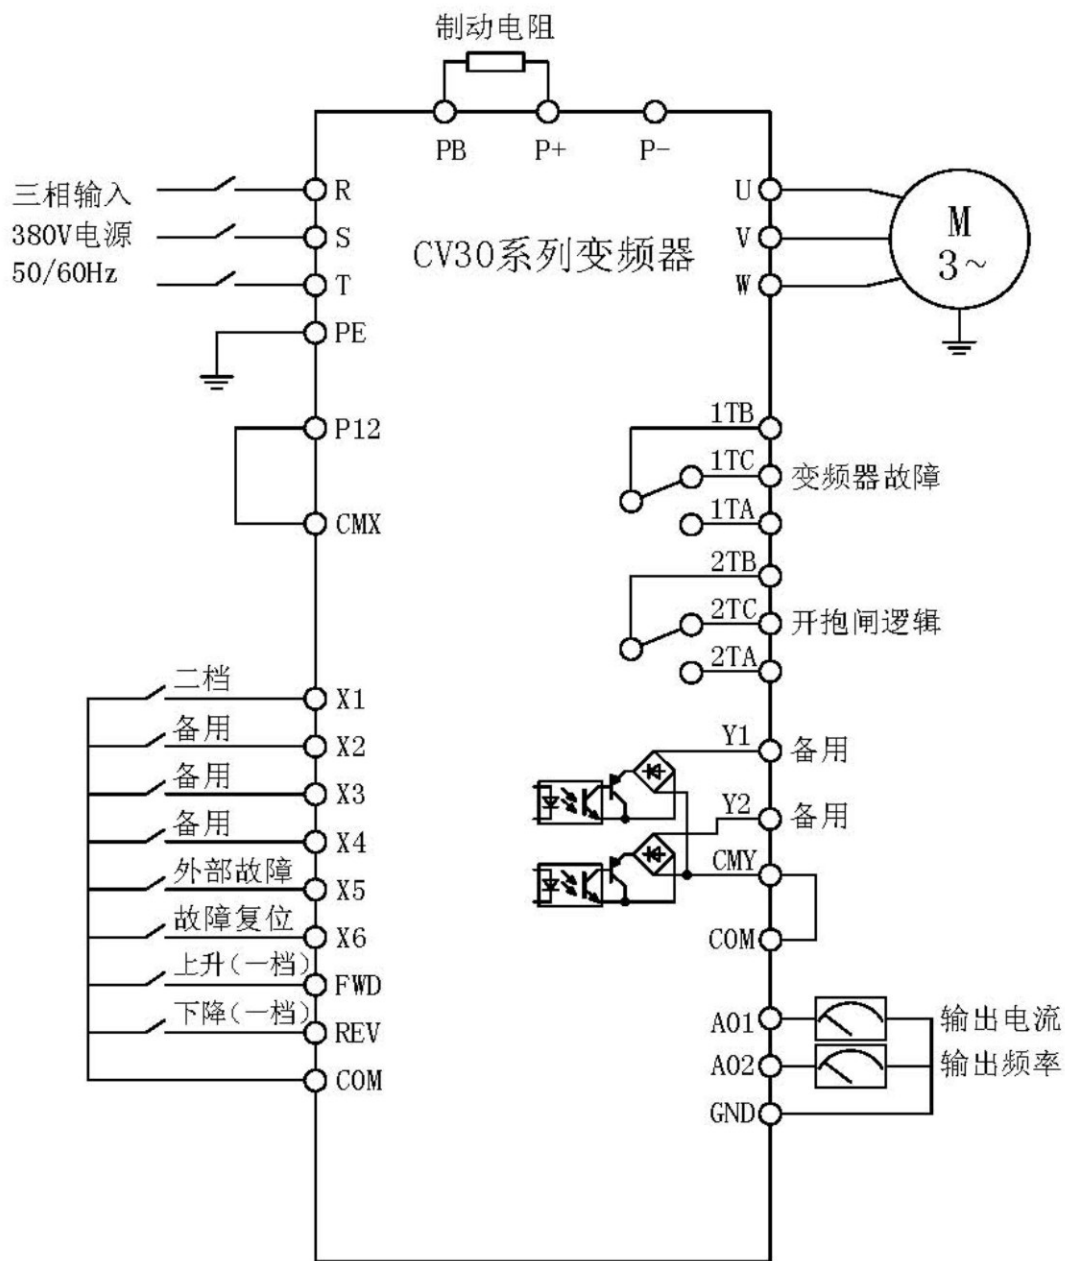 制动电阻
PB
P+
P-
三相输入
380V电源
50/60Hz
R
S
T
PE
P12
CMX
CV30系列变频器
U
V
W
M
3~
1TB
1TC
1TA
变频器故障
2TB
2TC
2TA
开抱闸逻辑
二档
X1
备用
X2
备用
X3
备用
X4
外部故障
X5
故障复位
X6
上升(一档)
FWD
下降(一档)
REV
COM
Y1
备用
Y2
备用
CMY
COM
AO1
输出电流
AO2
输出频率
GND